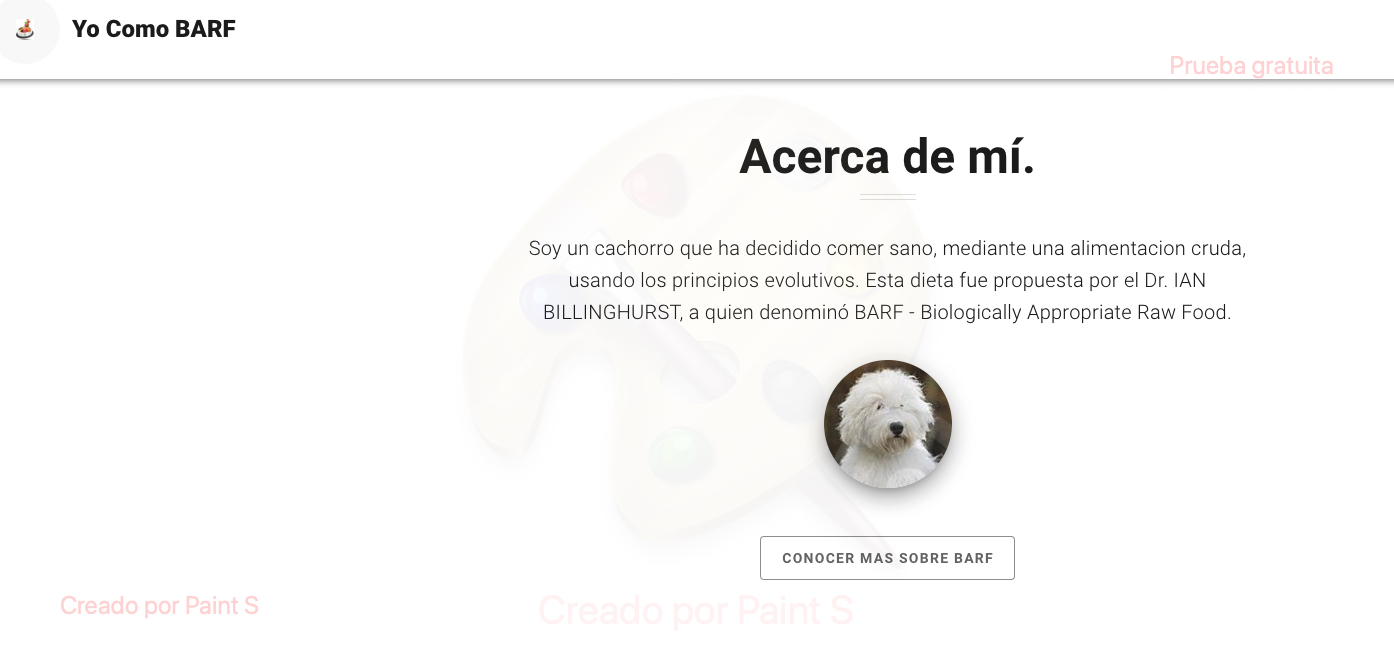 Yo Como BARF
Prueba gratuita
Acerca de mí.
Soy un cachorro que ha decidido comer sano, mediante una alimentacion cruda,
usando los principios evolutivos. Esta dieta fue propuesta por el Dr. IAN
BILLINGHURST, a quien denominó BARF - Biologically Appropriate Raw Food.
CONOCER MAS SOBRE BARF
Creado por Paint S
Creado por Paint S